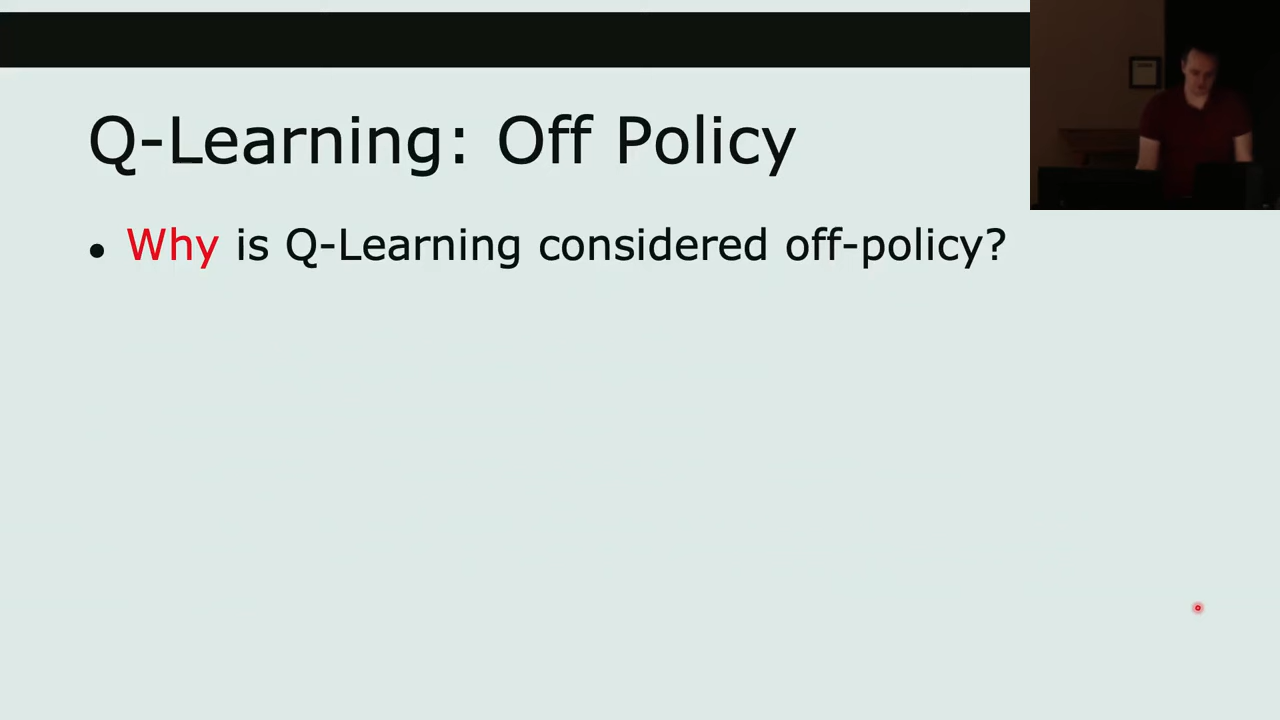 Q-Learning: Off Policy
• Why is Q-Learning considered off-policy?